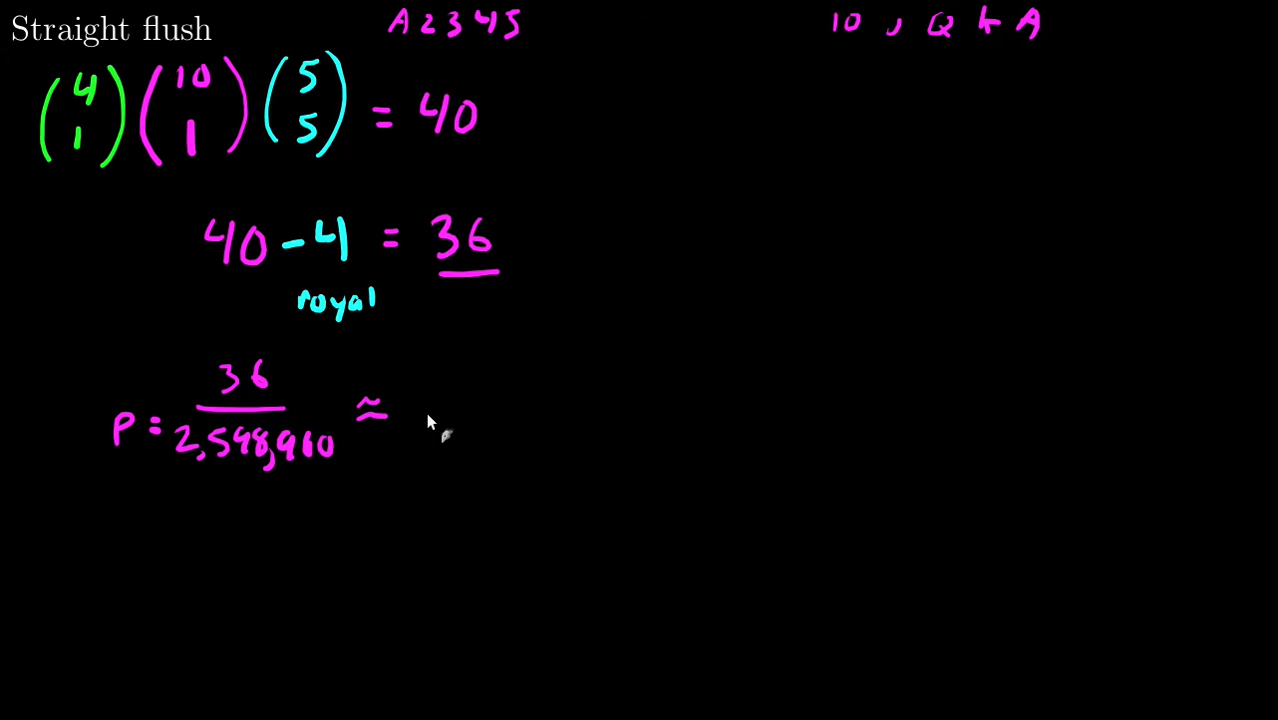 Straight flush
A 2 3 4 5
10 J Q K A
(4 1) (10 1) (5 5) = 40
40 - 4 = 36
royal
P = 36 / 2,598,960 ≈